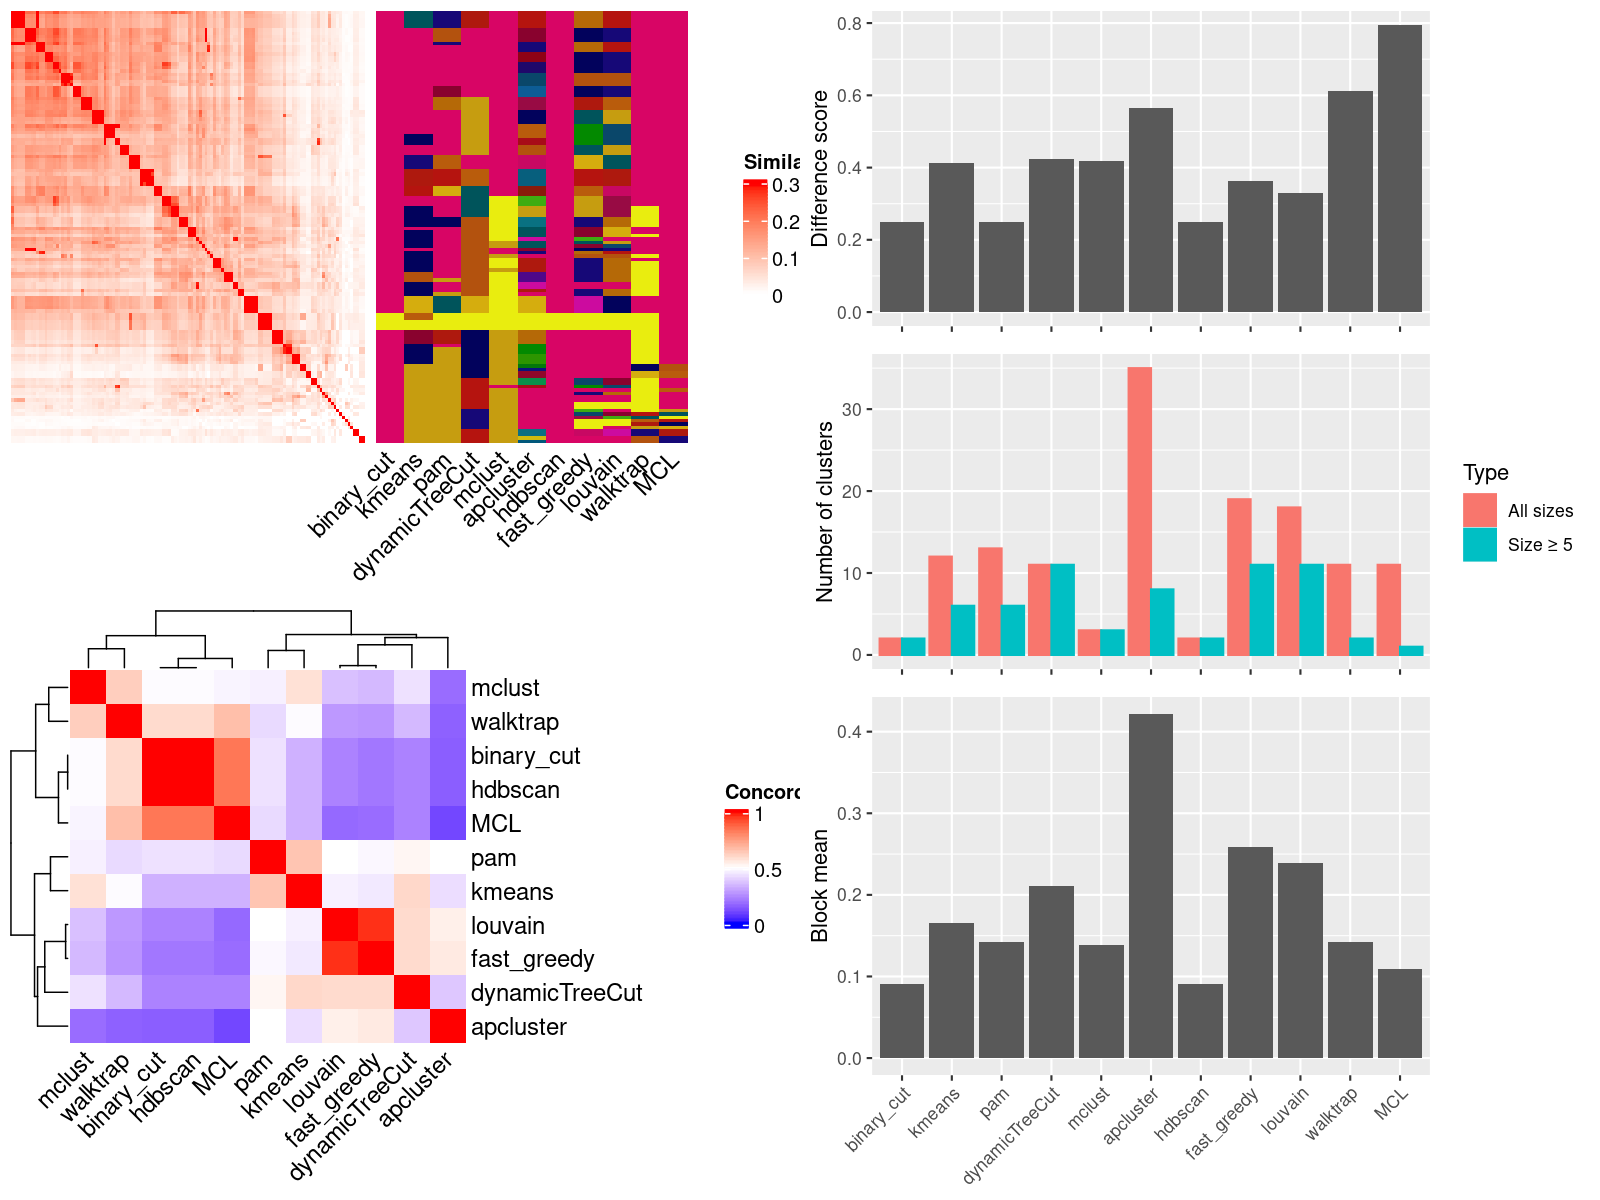 Simila
0.3
0.2
0.1
0
binary_cut
kmeans
pam
dynamicTreeCut
mclust
apcluster
hdbscan
fast_greedy
louvain
walktrap
MCL
mclust
walktrap
binary_cut
hdbscan
MCL
pam
kmeans
louvain
fast_greedy
dynamicTreeCut
apcluster
mclust
walktrap
binary_cut
hdbscan
MCL
pam
kmeans
louvain
fast_greedy
dynamicTreeCut
apcluster
Concord
1
0.5
0
Difference score
0.8
0.6
0.4
0.2
0.0
Number of clusters
30
20
10
0
Type
All sizes
Size ≥ 5
Block mean
0.4
0.3
0.2
0.1
0.0
binary_cut
kmeans
pam
dynamicTreeCut
mclust
apcluster
hdbscan
fast_greedy
louvain
walktrap
MCL